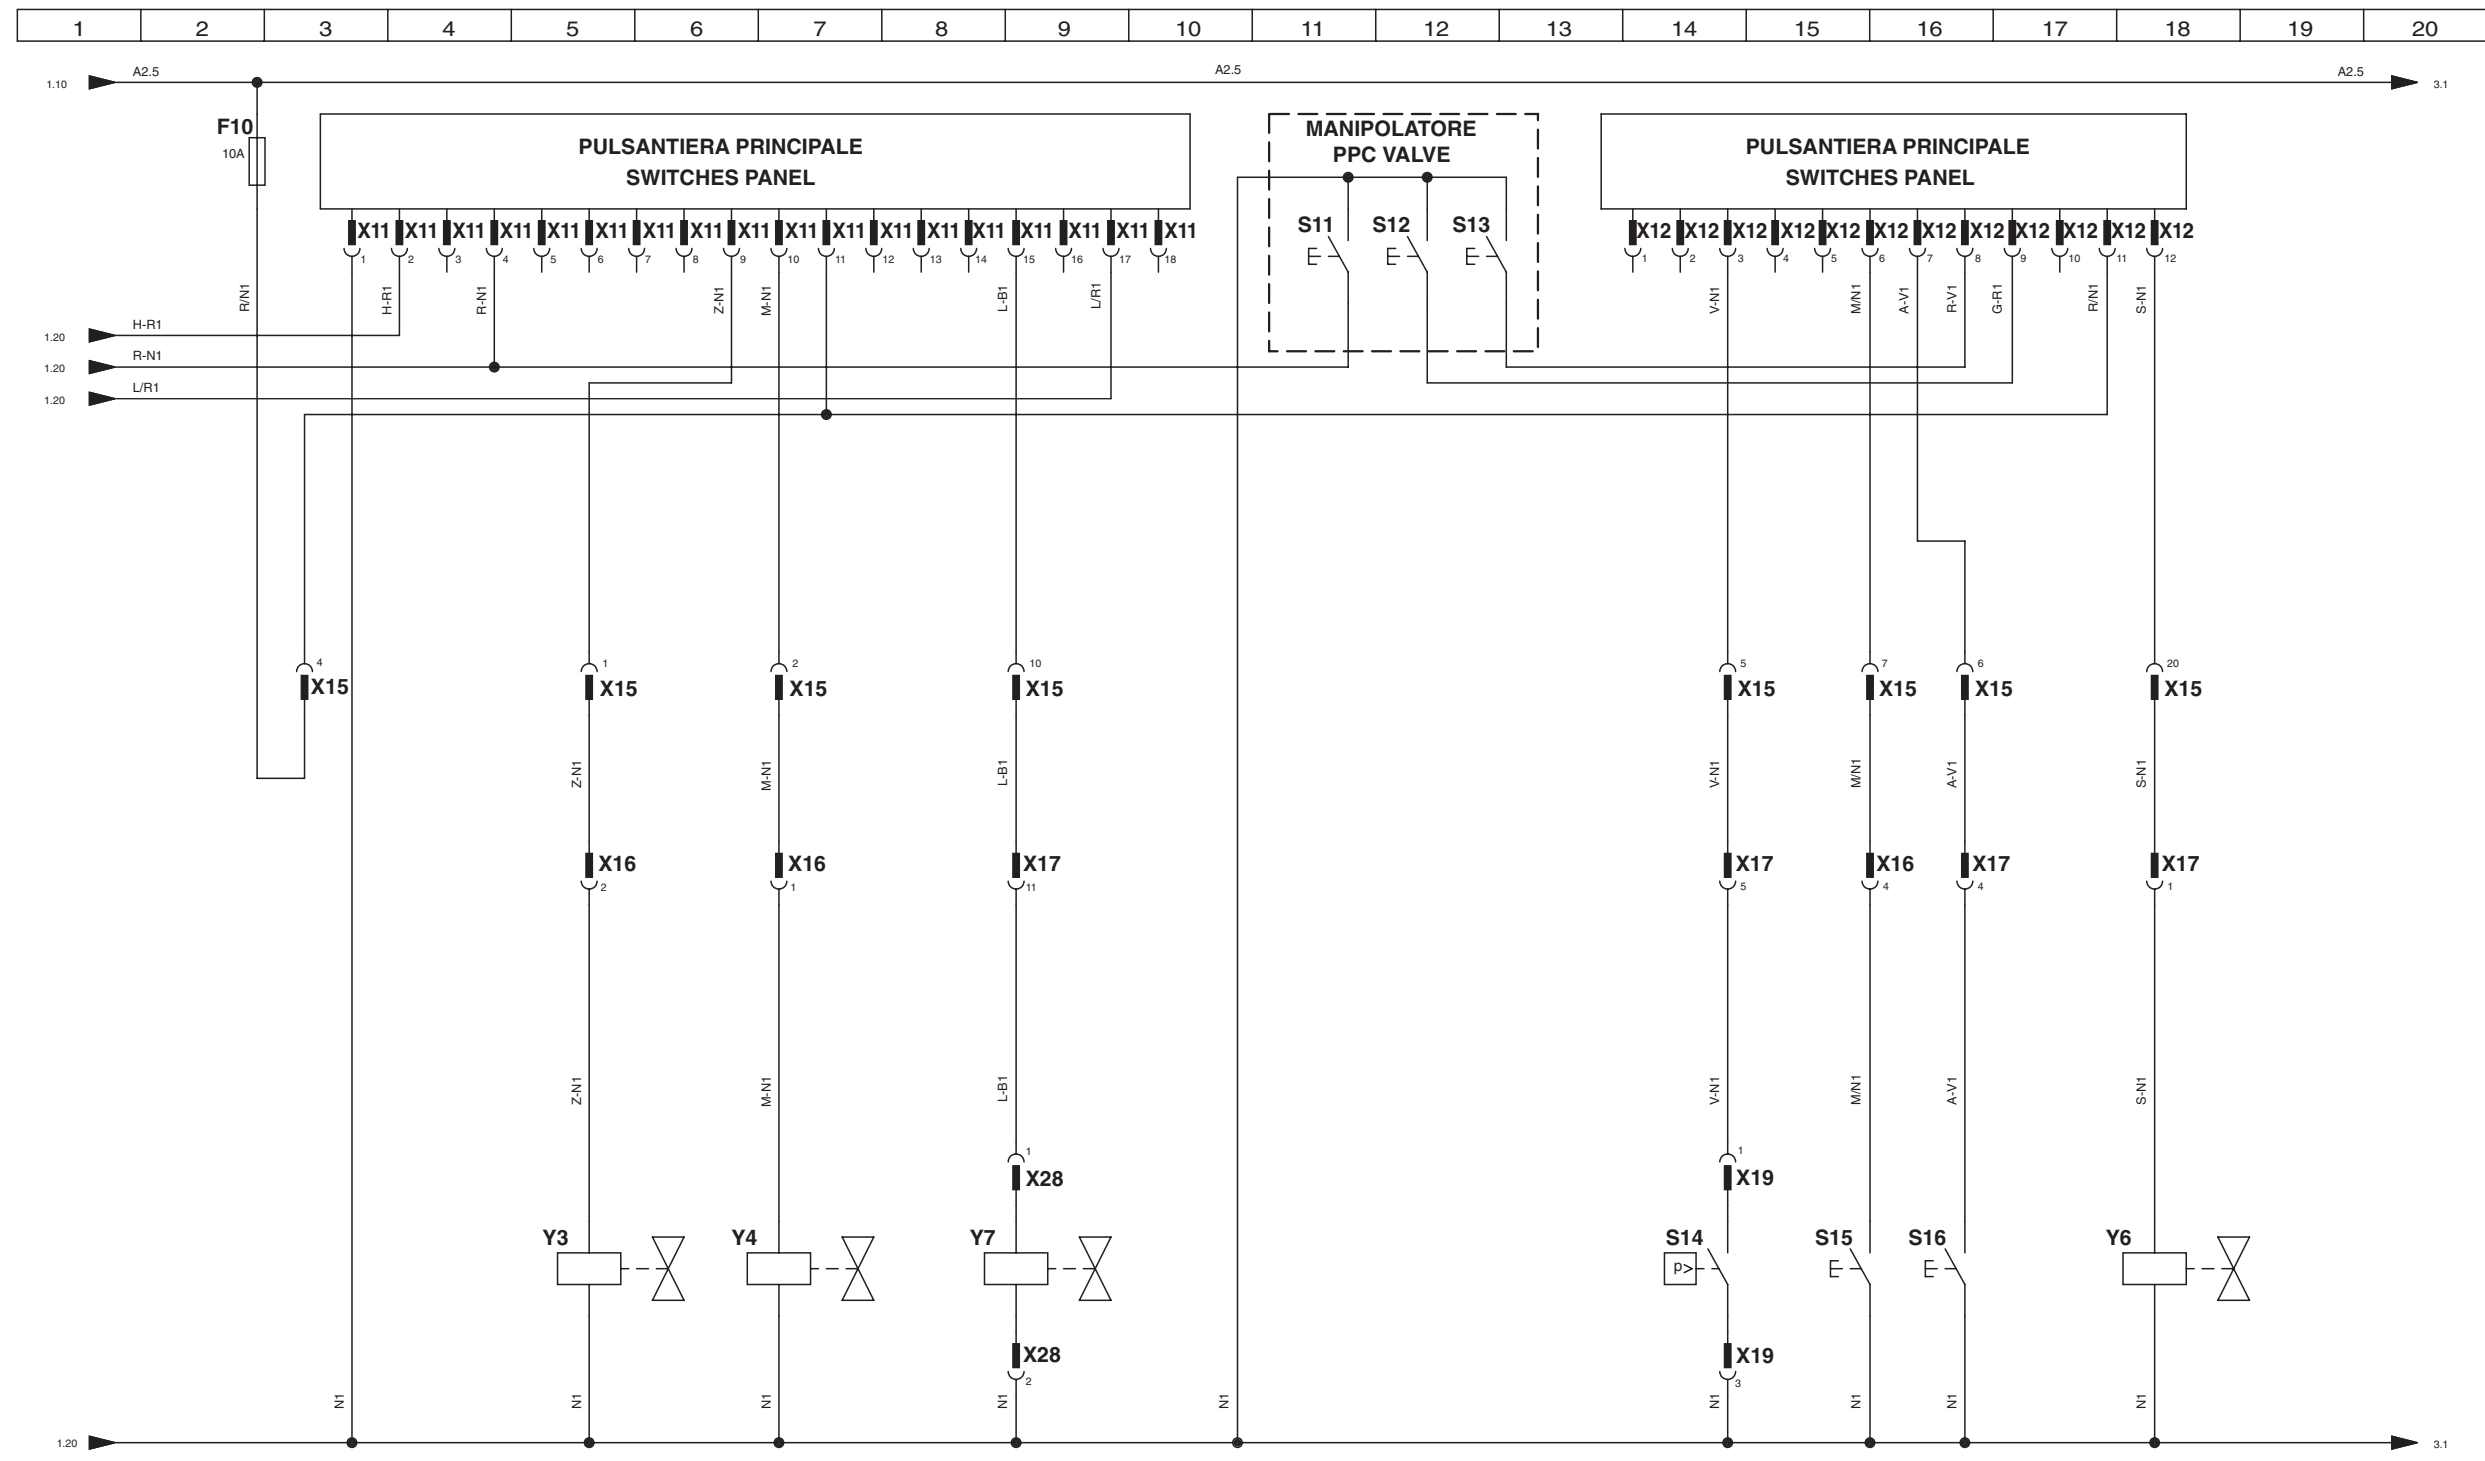 1 2 3 4 5 6 7 8 9 10 11 12 13 14 15 16 17 18 19 20
A2.5 A2.5 A2.5
1.10 3.1
F10
10A
PULSANTIERA PRINCIPALE
SWITCHES PANEL
MANIPOLATORE
PPC VALVE
PULSANTIERA PRINCIPALE
SWITCHES PANEL
X11 X11 X11 X11 X11 X11 X11 X11 X11 X11 X11 X11 X11 X11 X11 X11 X11 X11
1 2 3 4 5 6 7 8 9 10 11 12 13 14 15 16 17 18
S11 S12 S13
X12 X12 X12 X12 X12 X12 X12 X12 X12 X12 X12 X12
1 2 3 4 5 6 7 8 9 10 11 12
R/N1 H-R1 R-N1 Z-N1 M-N1 L-B1 L/R1 V-N1 M/N1 A-V1 R-V1 G-R1 R/N1 S-N1
H-R1
1.20
R-N1
1.20
L/R1
1.20
4 1 2 10 5 7 6 20
X15 X15 X15 X15 X15 X15 X15 X15
Z-N1 M-N1 L-B1 V-N1 M/N1 A-V1 S-N1
X16 X16 X17 X17 X16 X17 X17
2 1 11 5 4 4 1
Z-N1 M-N1 L-B1 V-N1 M/N1 A-V1 S-N1
1 1
X28 X19
Y3 Y4 Y7 S14 S15 S16 Y6
p>
X28 X19
2 3
N1 N1 N1 N1 N1 N1 N1 N1 N1
1.20 3.1